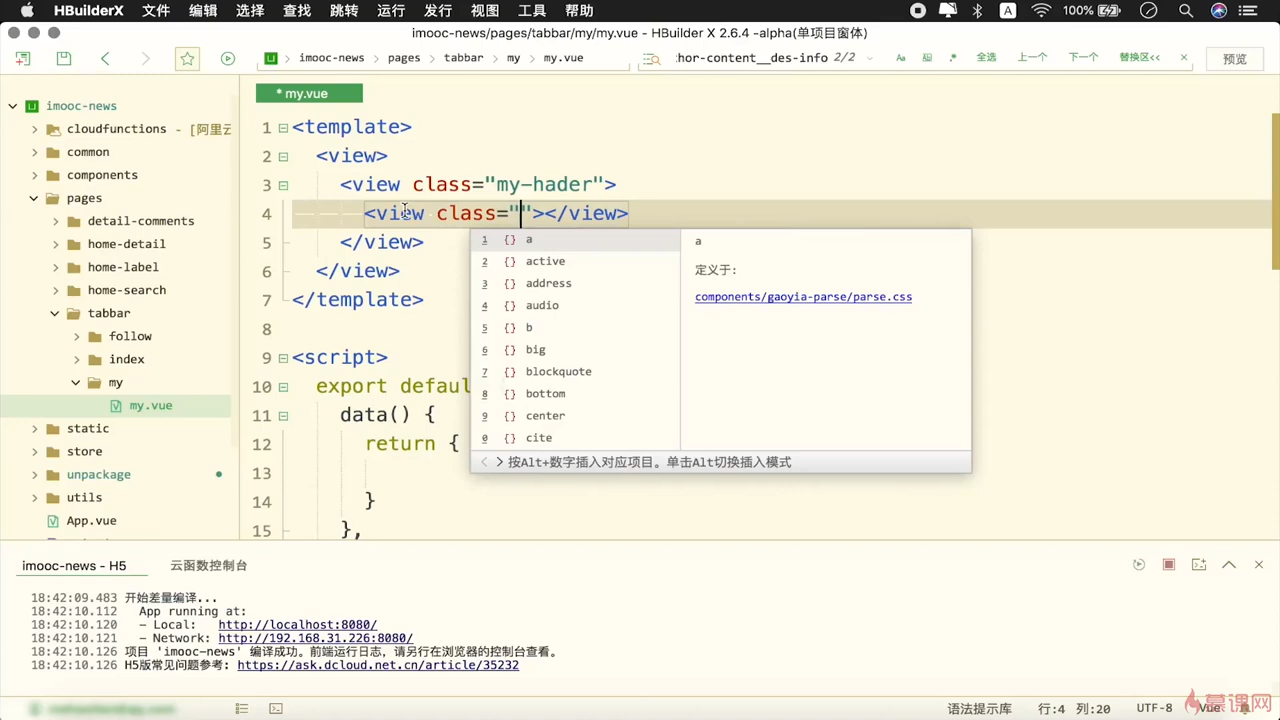 HBuilderX 文件 编辑 选择 查找 跳转 运行 发行 视图 工具 帮助 A 100%
imooc-news/pages/tabbar/my/my.vue - HBuilder X 2.6.4 -alpha(单项目窗体)
imooc-news pages tabbar my my.vue :hor-content__des-info 2/2 Aa .* 全选 上一个 下一个 替换区<< 预览
imooc-news
cloudfunctions - [阿里云
common
components
pages
detail-comments
home-detail
home-label
home-search
tabbar
follow
index
my
my.vue
static
store
unpackage
utils
App.vue
* my.vue
1 <template>
2 <view>
3 <view class="my-hader">
4 <view class=""></view>
5 </view>
6 </view>
7 </template>
8
9 <script>
10 export defaul
11 data() {
12 return {
13
14 }
15 },
1 {} a
2 {} active
3 {} address
4 {} audio
5 {} b
6 {} big
7 {} blockquote
8 {} bottom
9 {} center
0 {} cite
a
定义于:
components/gaoyia-parse/parse.css
按Alt+数字插入对应项目。单击Alt切换插入模式
imooc-news - H5 云函数控制台
18:42:09.483 开始差量编译...
18:42:10.112 App running at:
18:42:10.120 - Local: http://localhost:8080/
18:42:10.121 - Network: http://192.168.31.226:8080/
18:42:10.126 项目 'imooc-news' 编译成功。前端运行日志，请另行在浏览器的控制台查看。
18:42:10.126 H5版常见问题参考: https://ask.dcloud.net.cn/article/35232
语法提示库 行:4 列:20 UTF-8 Vue
慕课网